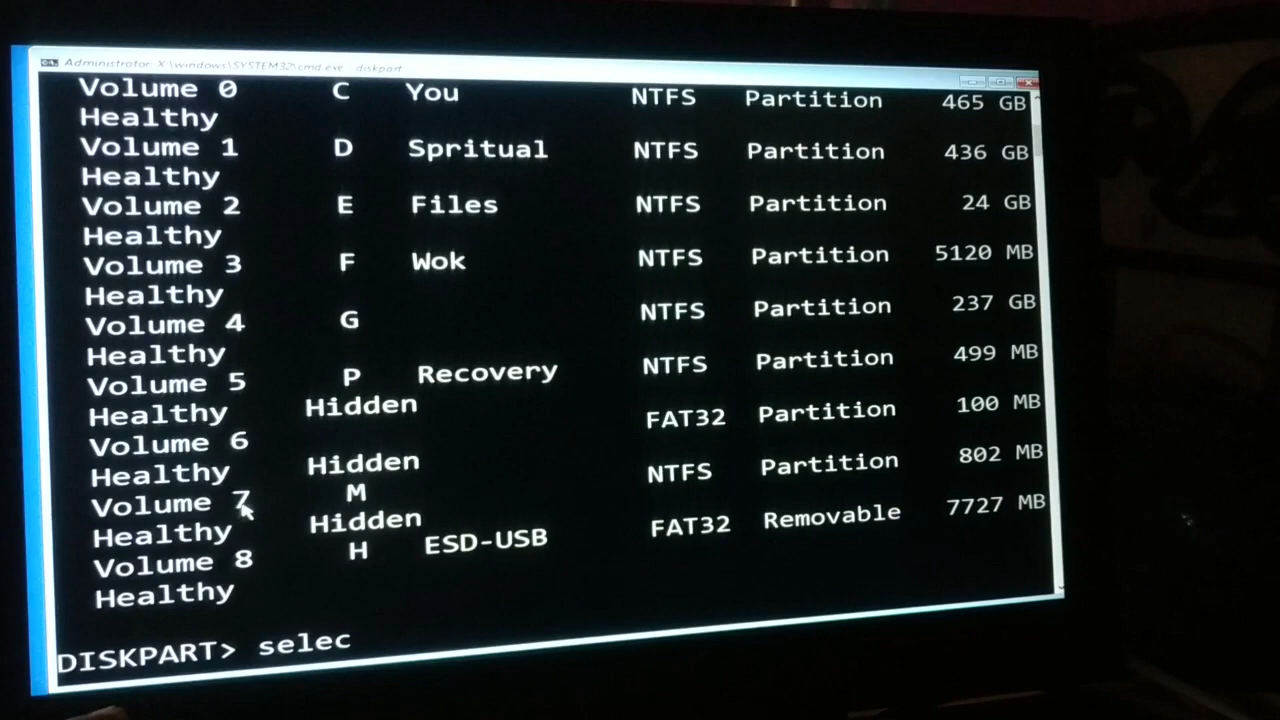 Administrator: X:\windows\SYSTEM32\cmd.exe - diskpart
Volume 0 C You NTFS Partition 465 GB
Healthy
Volume 1 D Spritual NTFS Partition 436 GB
Healthy
Volume 2 E Files NTFS Partition 24 GB
Healthy
Volume 3 F Wok NTFS Partition 5120 MB
Healthy
Volume 4 G NTFS Partition 237 GB
Healthy
Volume 5 P Recovery NTFS Partition 499 MB
Healthy Hidden
Volume 6 FAT32 Partition 100 MB
Healthy Hidden
Volume 7 M NTFS Partition 802 MB
Healthy Hidden
Volume 8 H ESD-USB FAT32 Removable 7727 MB
Healthy
DISKPART> selec